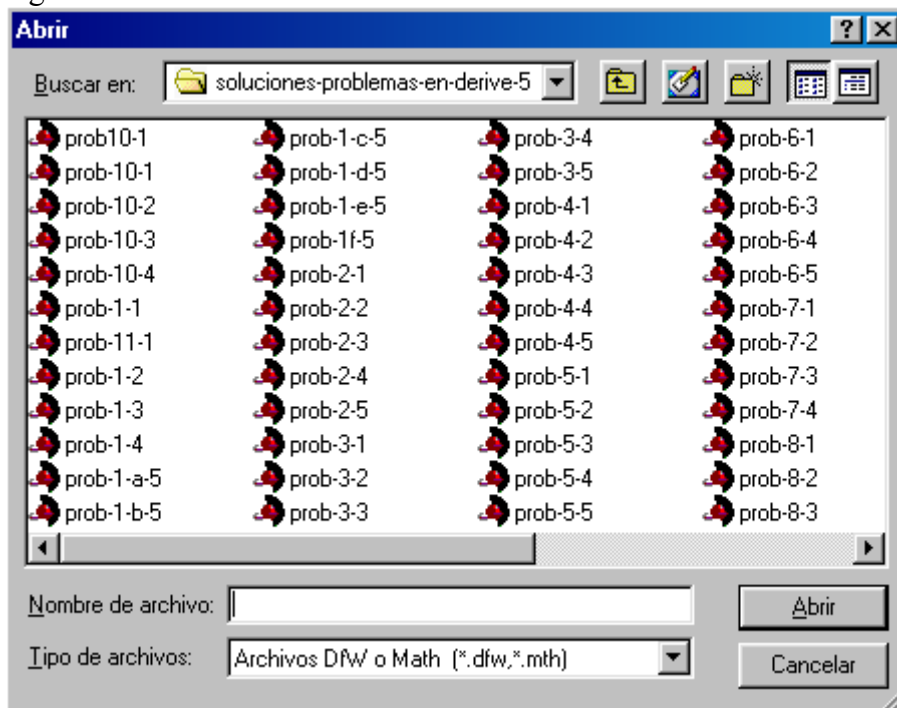 Abrir
Buscar en: soluciones-problemas-en-derive-5
prob10-1
prob-10-1
prob-10-2
prob-10-3
prob-10-4
prob-1-1
prob-11-1
prob-1-2
prob-1-3
prob-1-4
prob-1-a-5
prob-1-b-5
prob-1-c-5
prob-1-d-5
prob-1-e-5
prob-1f-5
prob-2-1
prob-2-2
prob-2-3
prob-2-4
prob-2-5
prob-3-1
prob-3-2
prob-3-3
prob-3-4
prob-3-5
prob-4-1
prob-4-2
prob-4-3
prob-4-4
prob-4-5
prob-5-1
prob-5-2
prob-5-3
prob-5-4
prob-5-5
prob-6-1
prob-6-2
prob-6-3
prob-6-4
prob-6-5
prob-7-1
prob-7-2
prob-7-3
prob-7-4
prob-8-1
prob-8-2
prob-8-3
Nombre de archivo:
Abrir
Tipo de archivos: Archivos DfW o Math (*.dfw,*.mth)
Cancelar